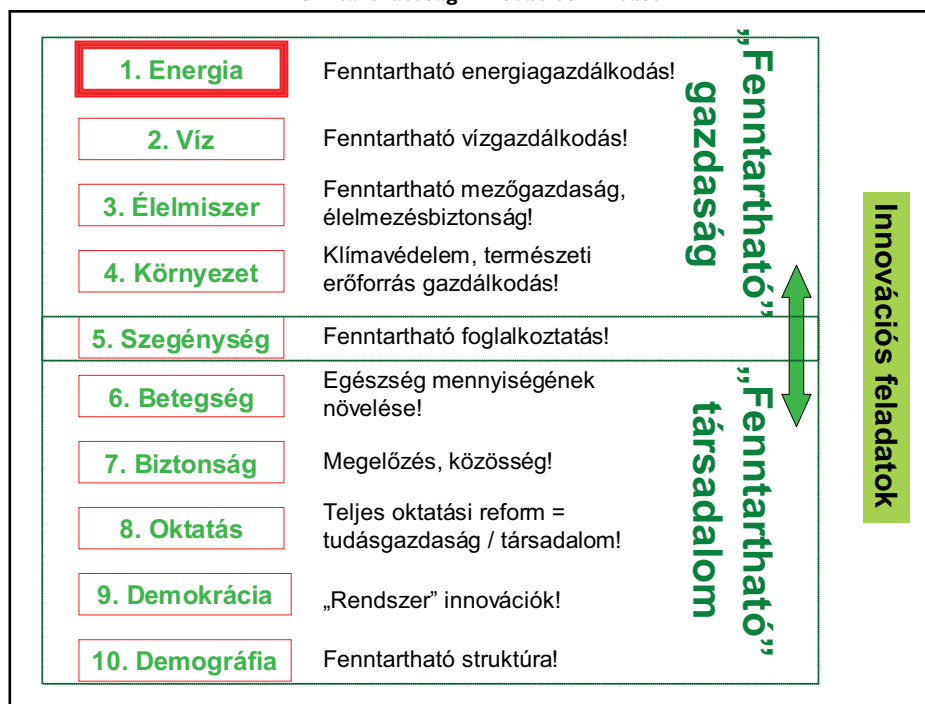 1. Energia
Fenntartható energiagazdálkodás!
2. Víz
Fenntartható vízgazdálkodás!
3. Élelmiszer
Fenntartható mezőgazdaság,
élelmezésbiztonság!
4. Környezet
Klímavédelem, természeti
erőforrás gazdálkodás!
5. Szegénység
Fenntartható foglalkoztatás!
6. Betegség
Egészség mennyiségének
növelése!
7. Biztonság
Megelőzés, közösség!
8. Oktatás
Teljes oktatási reform =
tudásgazdaság / társadalom!
9. Demokrácia
„Rendszer” innovációk!
10. Demográfia
Fenntartható struktúra!
„Fenntartható”
gazdaság
„Fenntartható”
társadalom
Innovációs feladatok